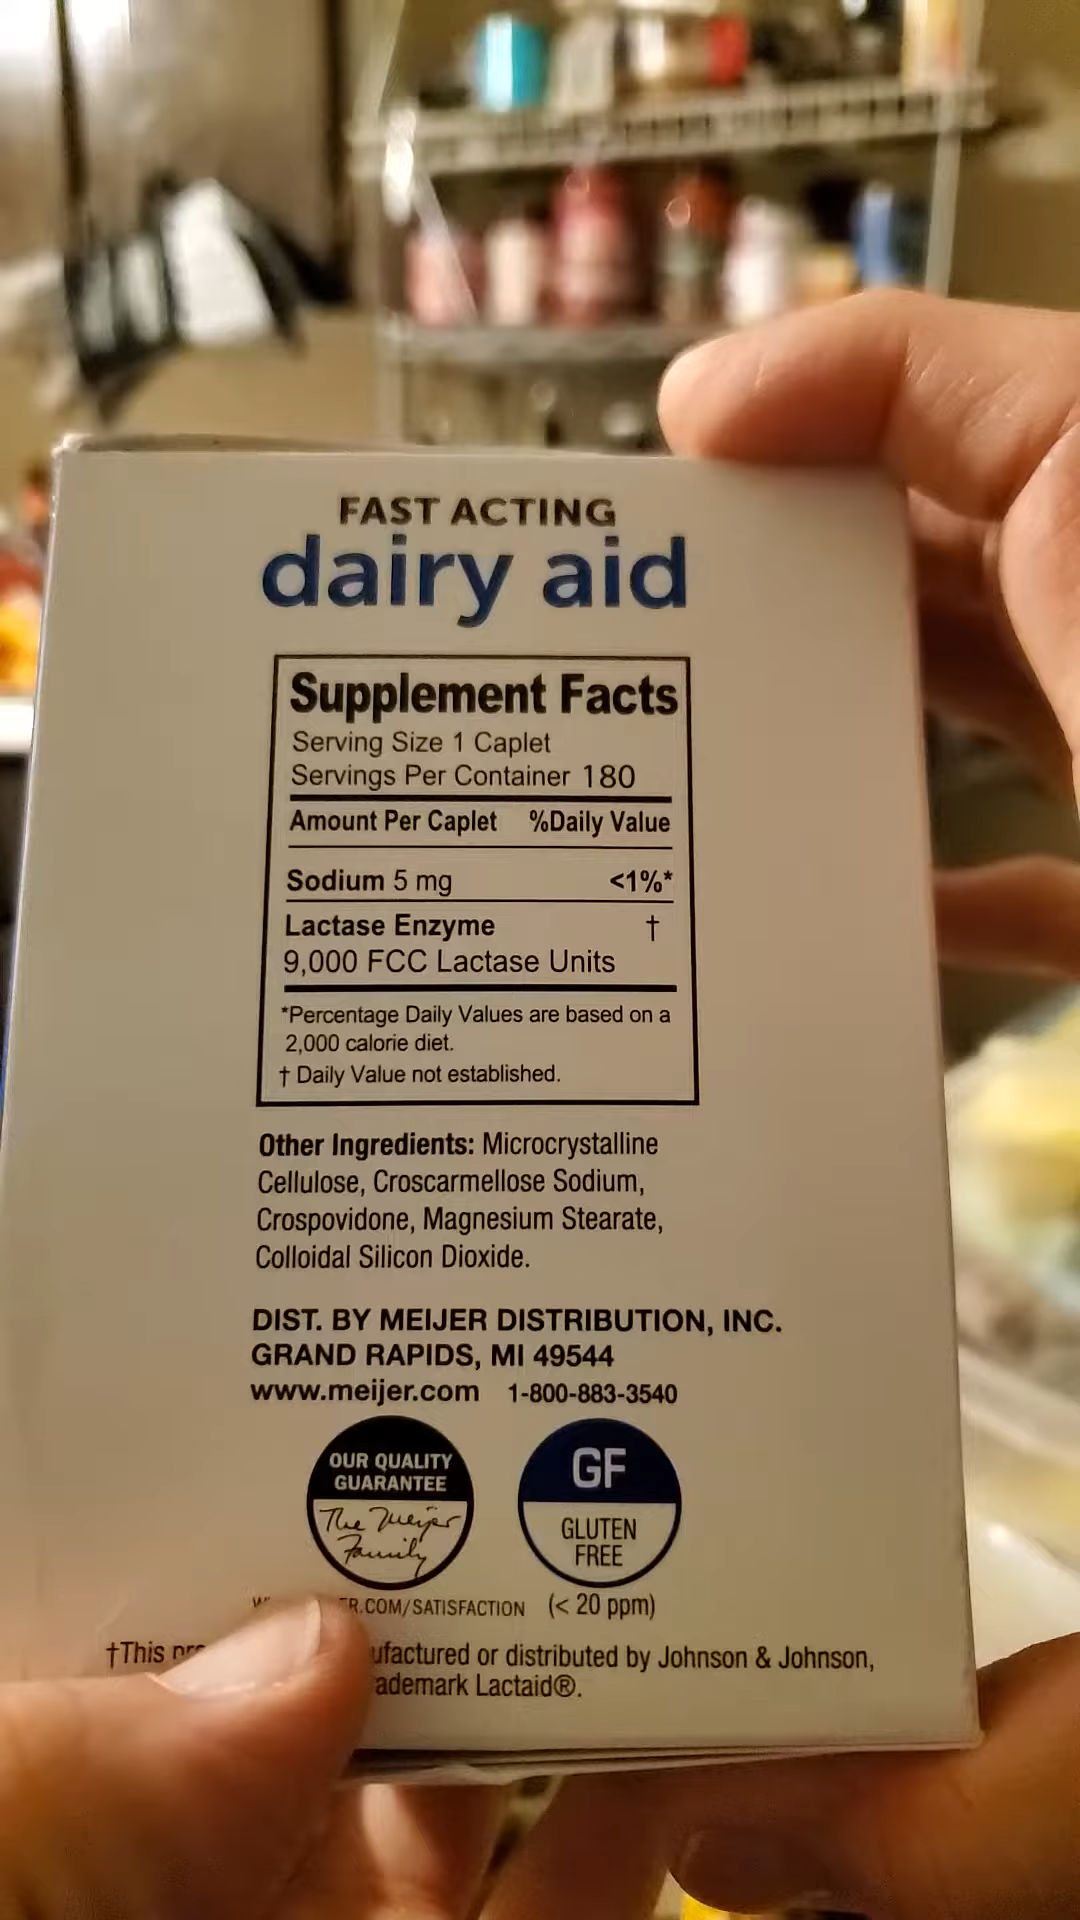 FAST ACTING
dairy aid
Supplement Facts
Serving Size 1 Caplet
Servings Per Container 180
Amount Per Caplet %Daily Value
Sodium 5 mg <1%*
Lactase Enzyme †
9,000 FCC Lactase Units
*Percentage Daily Values are based on a
2,000 calorie diet.
† Daily Value not established.
Other Ingredients: Microcrystalline
Cellulose, Croscarmellose Sodium,
Crospovidone, Magnesium Stearate,
Colloidal Silicon Dioxide.
DIST. BY MEIJER DISTRIBUTION, INC.
GRAND RAPIDS, MI 49544
www.meijer.com 1-800-883-3540
OUR QUALITY
GUARANTEE
The Meijer
Family
GF
GLUTEN
FREE
R.COM/SATISFACTION (< 20 ppm)
†This ufactured or distributed by Johnson & Johnson,
ademark Lactaid®.